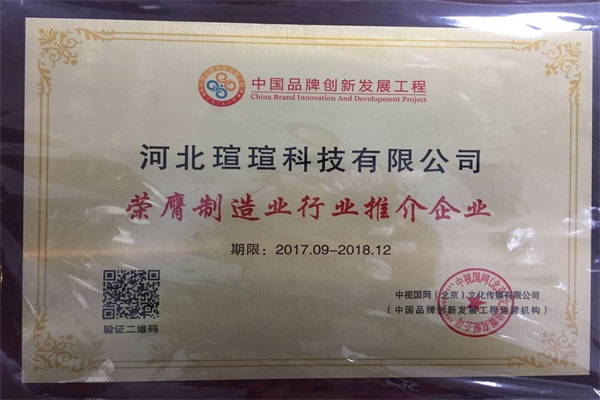 中国品牌创新发展工程
China Brand Innovation And Development Project
河北瑄瑄科技有限公司
荣膺制造业行业推介企业
期限：2017.09-2018.12
验证二维码
中视国网（北京）文化传媒有限公司
（中国品牌创新发展工程运营机构）